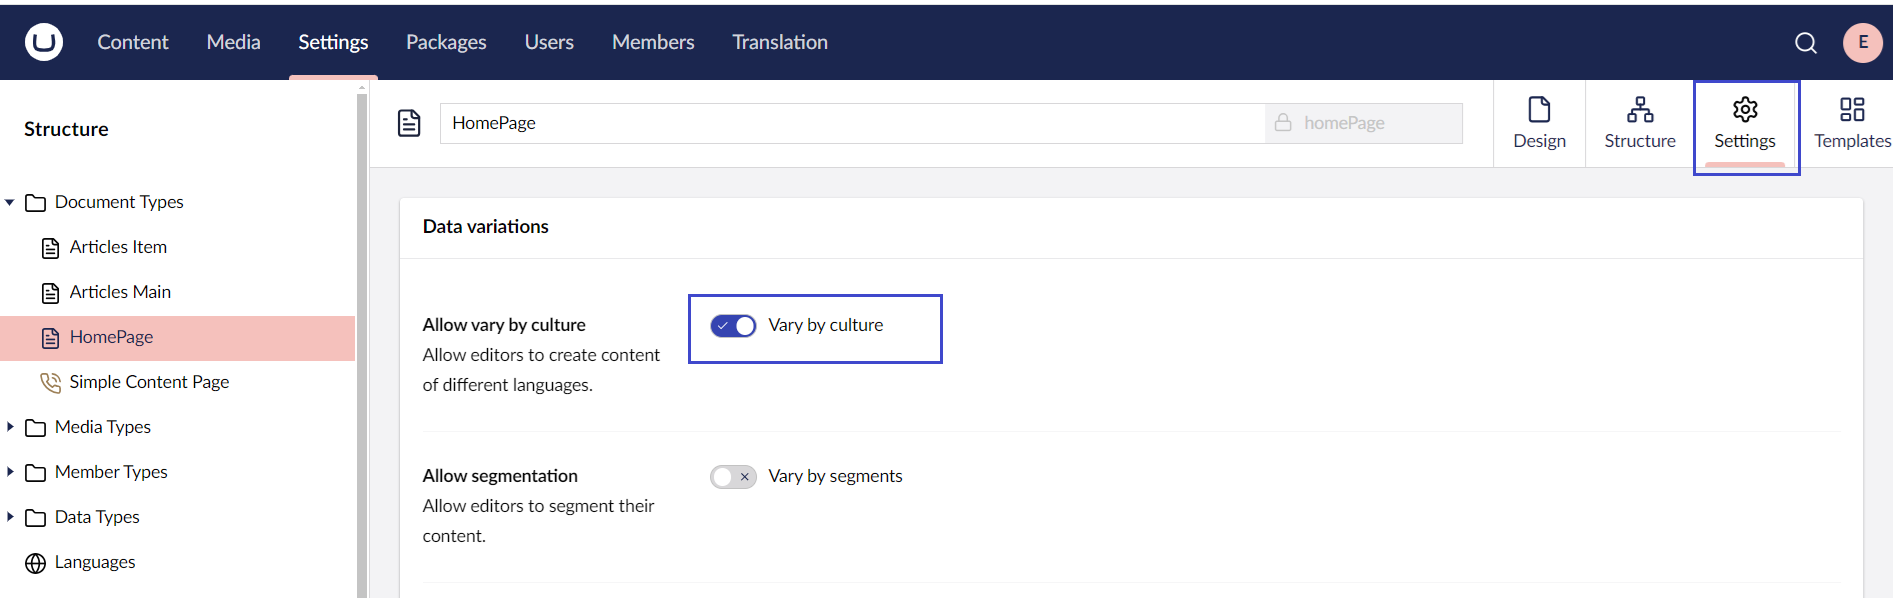 Content Media Settings Packages Users Members Translation E
Structure
Document Types
Articles Item
Articles Main
HomePage
Simple Content Page
Media Types
Member Types
Data Types
Languages
HomePage homePage
Design Structure Settings Templates
Data variations
Allow vary by culture
Allow editors to create content
of different languages.
Vary by culture
Allow segmentation
Allow editors to segment their
content.
Vary by segments